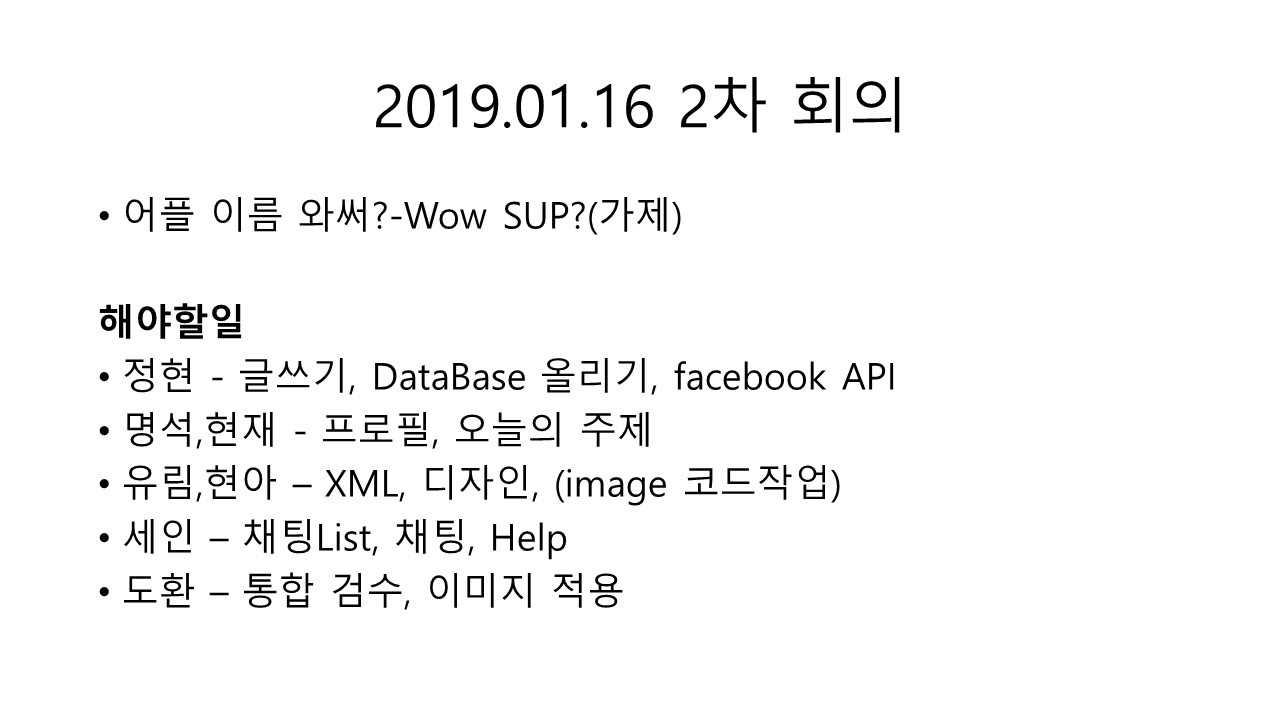 2019.01.16 2차 회의
• 어플 이름 와써?-Wow SUP?(가제)
해야할일
• 정현 - 글쓰기, DataBase 올리기, facebook API
• 명석,현재 - 프로필, 오늘의 주제
• 유림,현아 – XML, 디자인, (image 코드작업)
• 세인 – 채팅List, 채팅, Help
• 도환 – 통합 검수, 이미지 적용